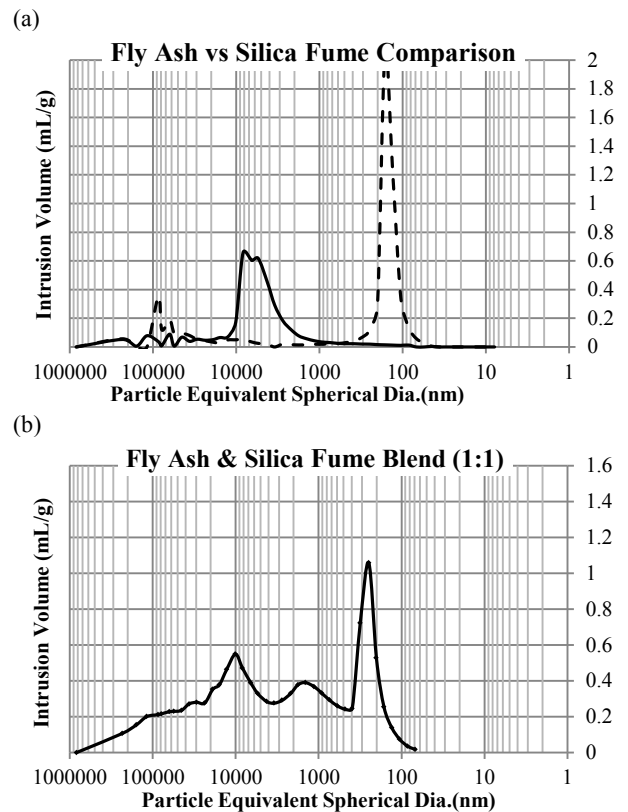 (a)
Fly Ash vs Silica Fume Comparison
2
1.8
1.6
1.4
1.2
1
0.8
0.6
0.4
0.2
0
Intrusion Volume (mL/g)
1000000 100000 10000 1000 100 10 1
Particle Equivalent Spherical Dia.(nm)
(b)
Fly Ash & Silica Fume Blend (1:1)
1.6
1.4
1.2
1
0.8
0.6
0.4
0.2
0
Intrusion Volume (mL/g)
1000000 100000 10000 1000 100 10 1
Particle Equivalent Spherical Dia.(nm)